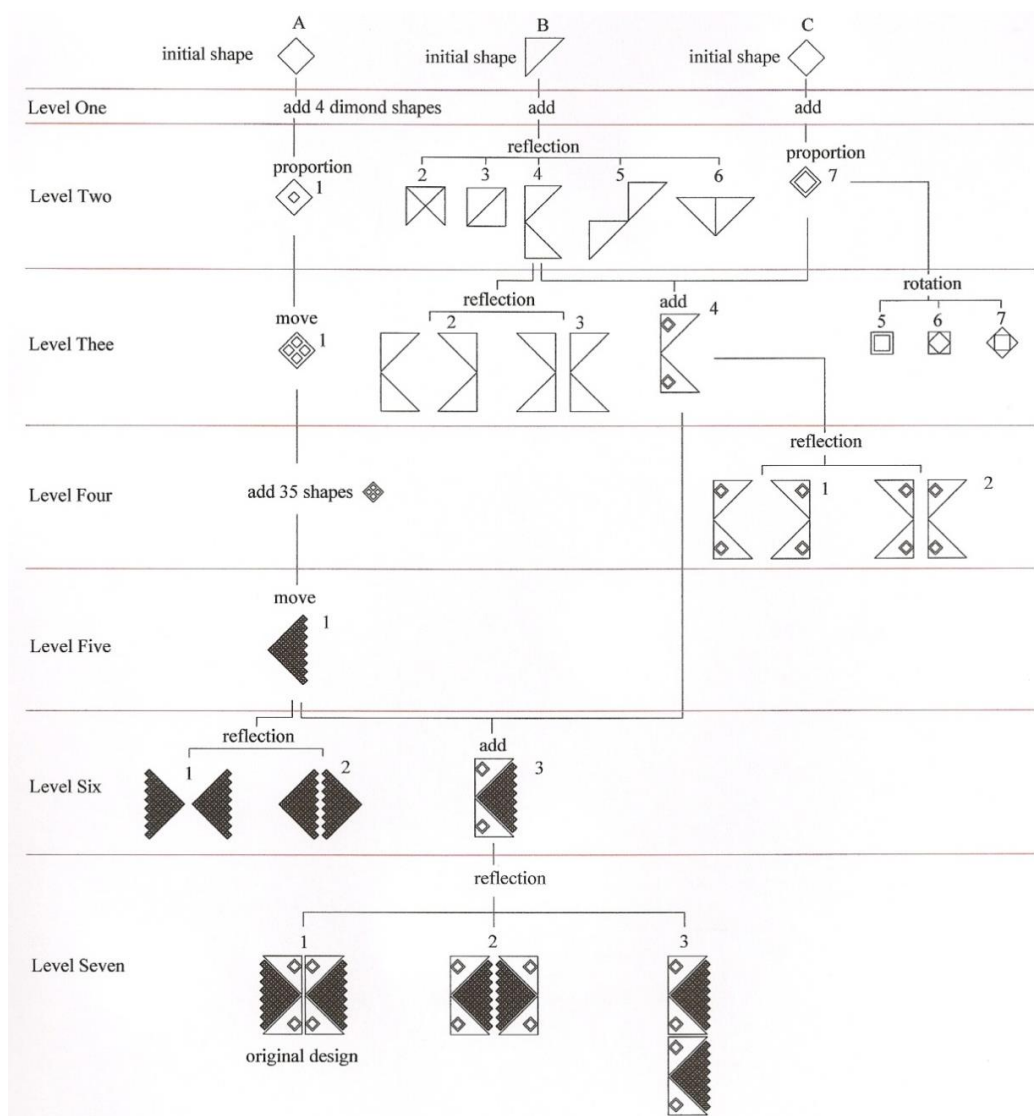 A B C
initial shape initial shape initial shape
Level One add 4 dimond shapes add add
reflection
proportion 2 3 4 5 6 proportion
Level Two 1 7
reflection add 4 rotation
move 2 3 5 6 7
Level Thee 1
reflection
Level Four add 35 shapes 1 2
move
1
Level Five
reflection add
1 2 3
Level Six
reflection
1 2 3
Level Seven
original design